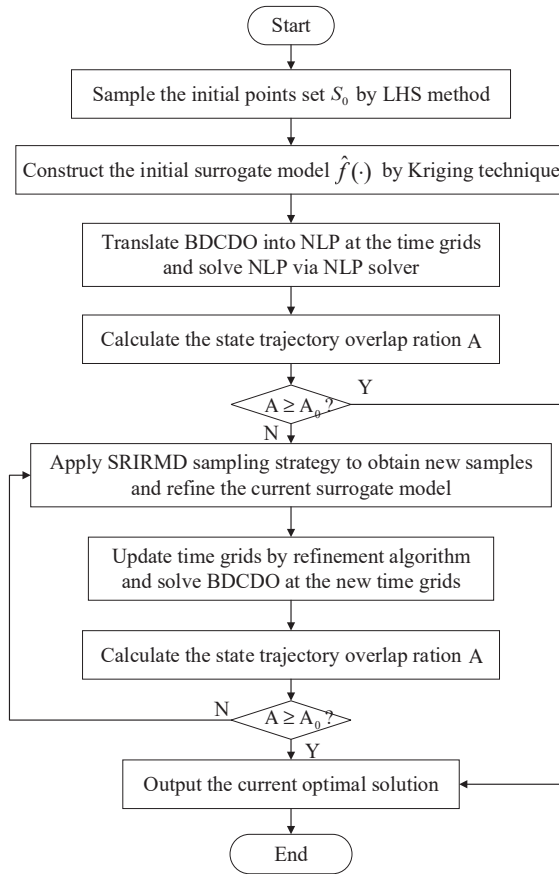 Start
Sample the initial points set S₀ by LHS method
Construct the initial surrogate model f̂(·) by Kriging technique
Translate BDCDO into NLP at the time grids
and solve NLP via NLP solver
Calculate the state trajectory overlap ration A
A ≥ A₀ ?
Y
N
Apply SRIRMD sampling strategy to obtain new samples
and refine the current surrogate model
Update time grids by refinement algorithm
and solve BDCDO at the new time grids
Calculate the state trajectory overlap ration A
N
A ≥ A₀ ?
Y
Output the current optimal solution
End